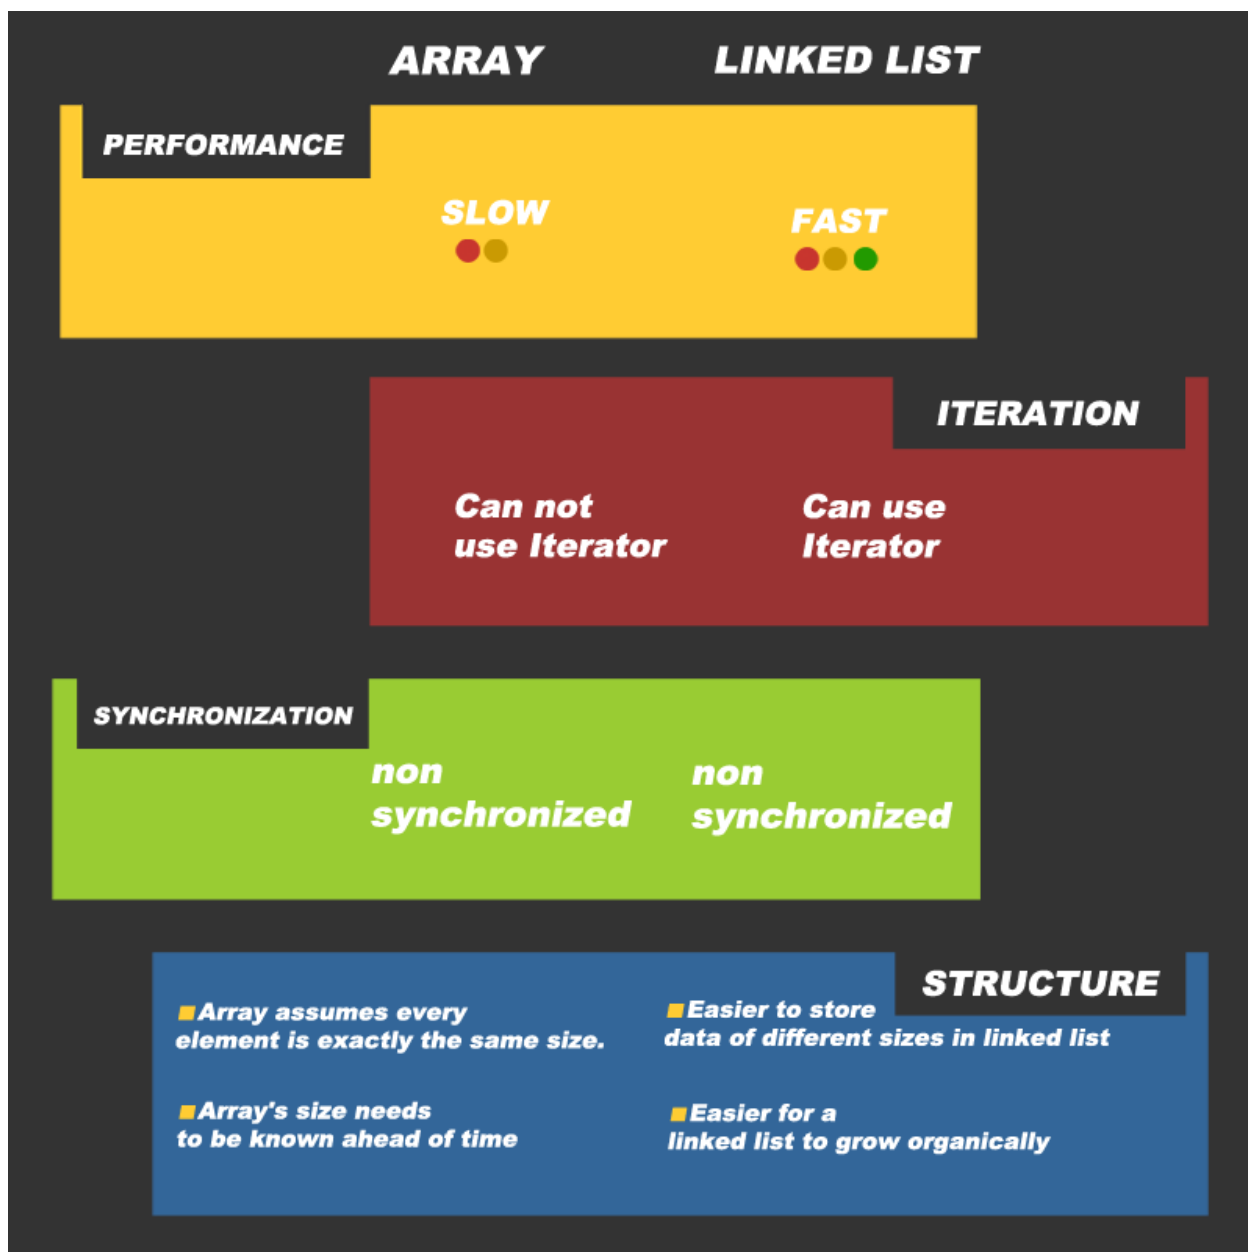 ARRAY LINKED LIST
PERFORMANCE
SLOW
FAST
ITERATION
Can not
use Iterator
Can use
Iterator
SYNCHRONIZATION
non
synchronized
non
synchronized
STRUCTURE
Array assumes every
element is exactly the same size.
Easier to store
data of different sizes in linked list
Array's size needs
to be known ahead of time
Easier for a
linked list to grow organically